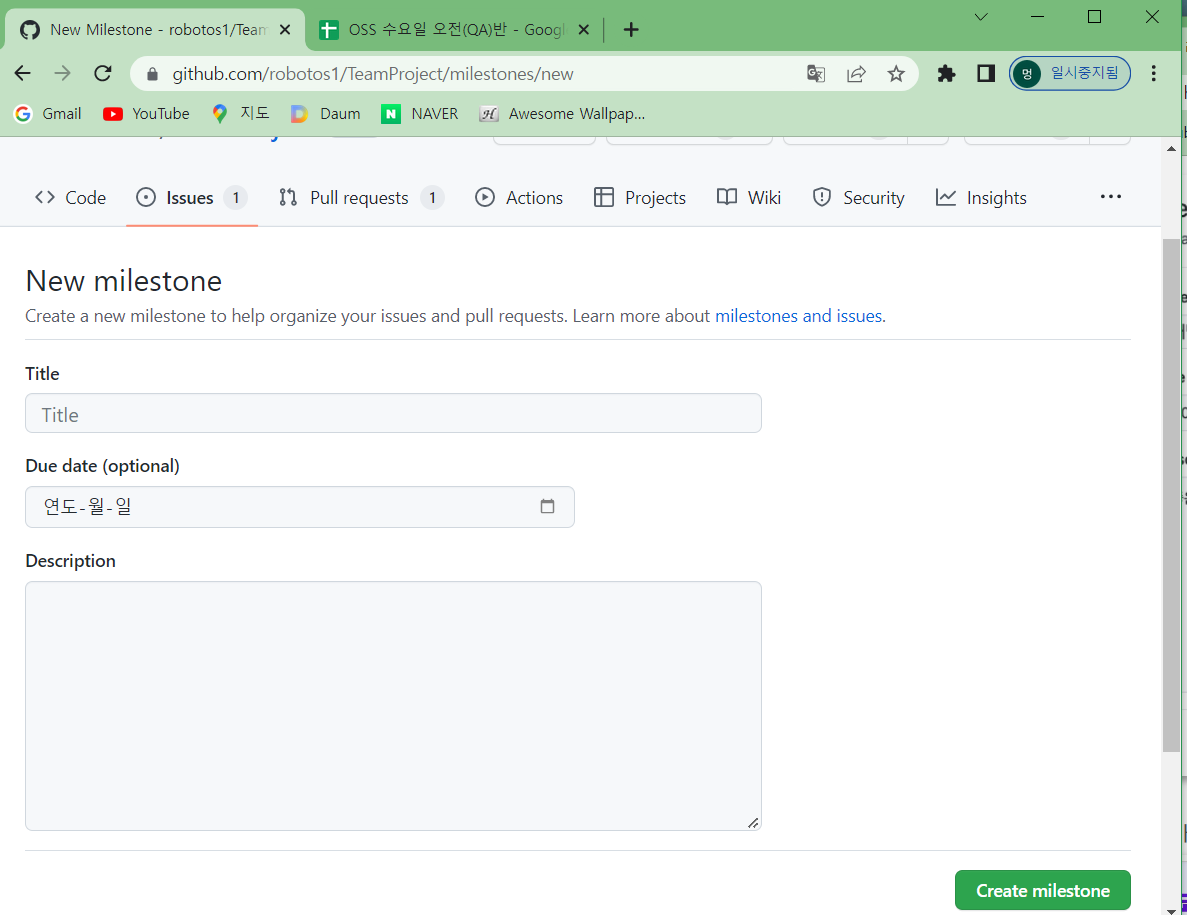 New Milestone - robotos1/Team
OSS 수요일 오전(QA)반 - Googl
github.com/robotos1/TeamProject/milestones/new
멍 일시중지됨
Gmail YouTube 지도 Daum NAVER Awesome Wallpap...
Code Issues 1 Pull requests 1 Actions Projects Wiki Security Insights
New milestone
Create a new milestone to help organize your issues and pull requests. Learn more about milestones and issues.
Title
Title
Due date (optional)
연도-월-일
Description
Create milestone